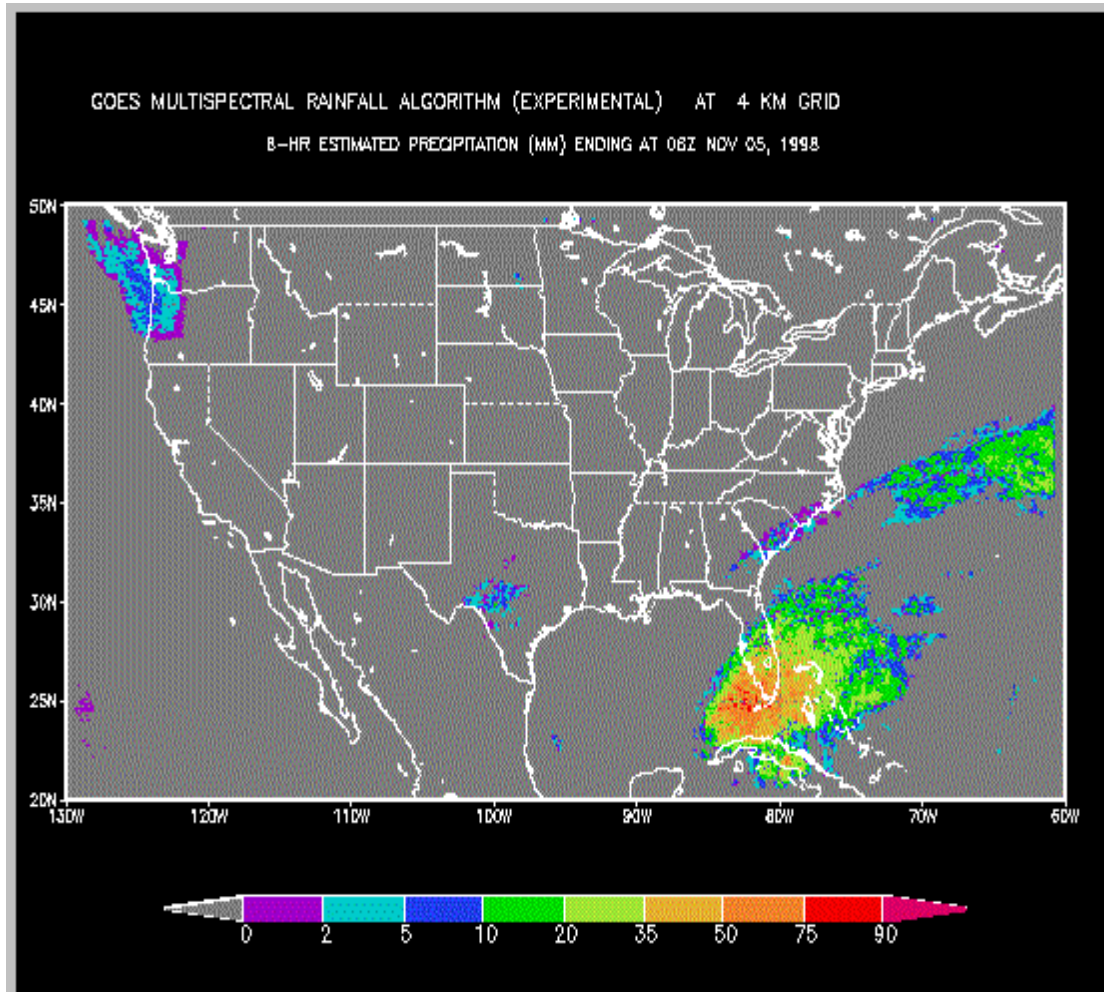 GOES MULTISPECTRAL RAINFALL ALGORITHM (EXPERIMENTAL) AT 4 KM GRID
8-HR ESTIMATED PRECIPITATION (MM) ENDING AT 06Z NOV 05, 1998
50N
45N
40N
35N
30N
25N
20N
130W 120W 110W 100W 90W 80W 70W 60W
0 2 5 10 20 35 50 75 90